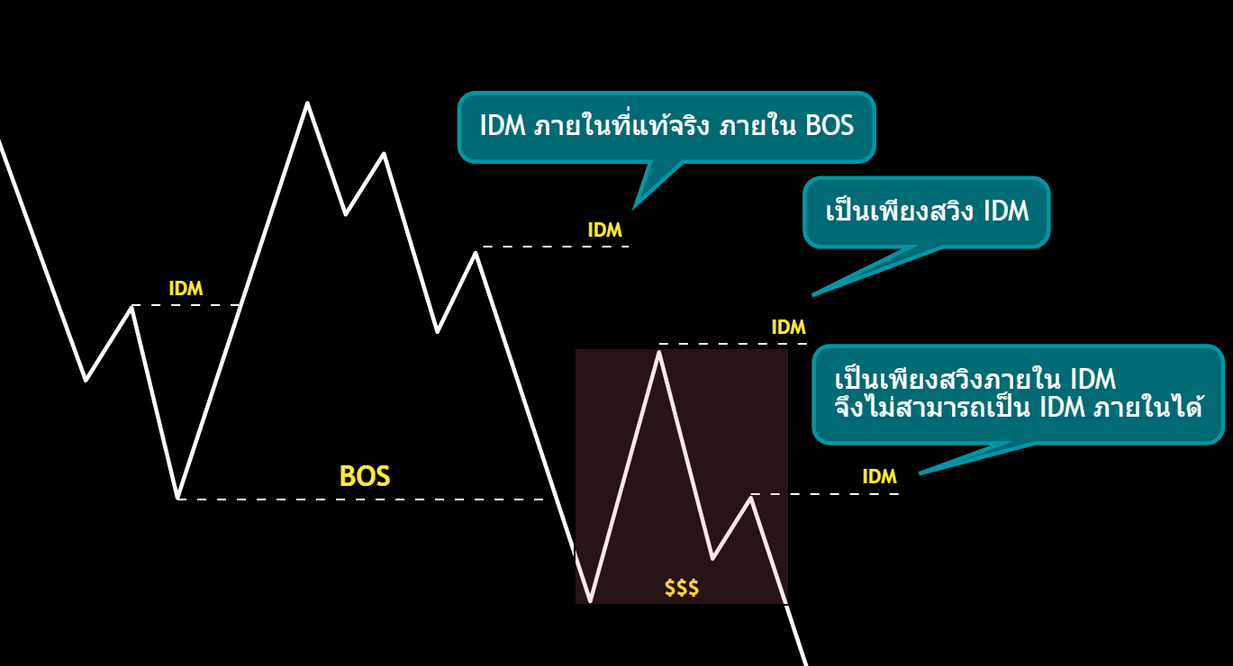 IDM ภายในที่แท้จริง ภายใน BOS
เป็นเพียงสวิง IDM
IDM
IDM
IDM
เป็นเพียงสวิงภายใน IDM
จึงไม่สามารถเป็น IDM ภายในได้
BOS
IDM
$$$